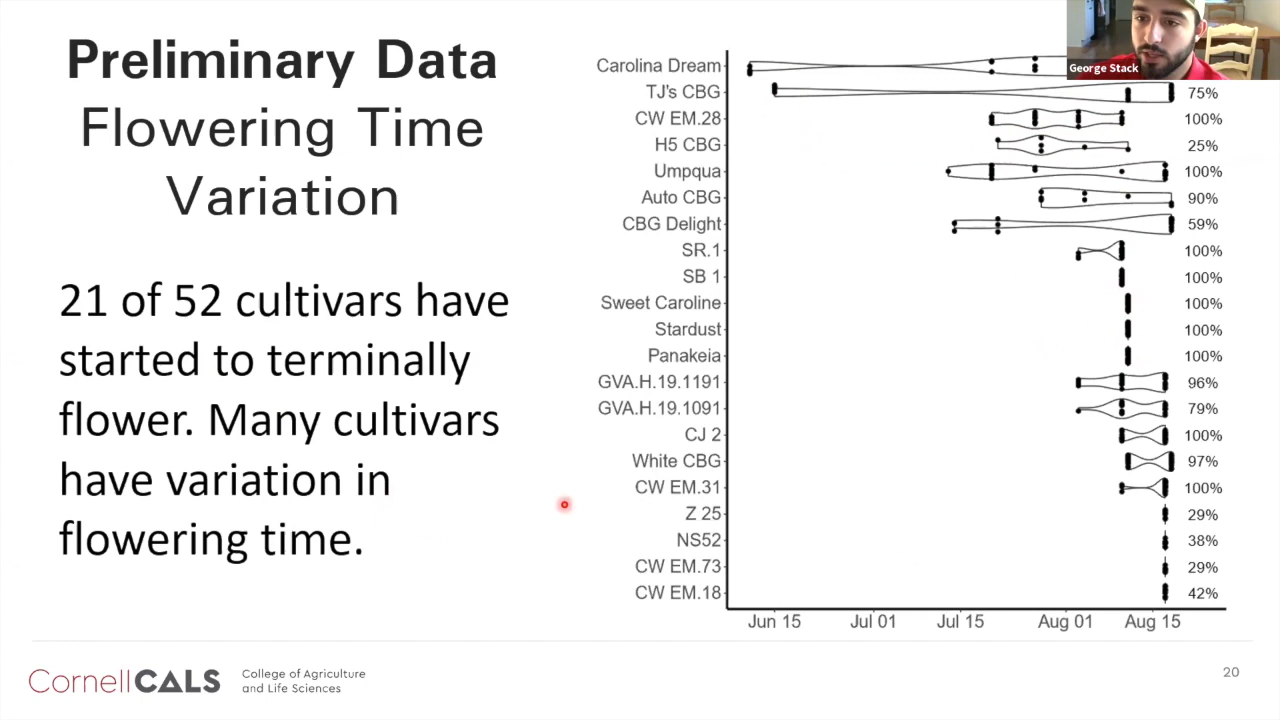 Preliminary Data
Flowering Time
Variation
21 of 52 cultivars have
started to terminally
flower. Many cultivars
have variation in
flowering time.
George Stack
Carolina Dream
TJ's CBG 75%
CW EM.28 100%
H5 CBG 25%
Umpqua 100%
Auto CBG 90%
CBG Delight 59%
SR.1 100%
SB 1 100%
Sweet Caroline 100%
Stardust 100%
Panakeia 100%
GVA.H.19.1191 96%
GVA.H.19.1091 79%
CJ 2 100%
White CBG 97%
CW EM.31 100%
Z 25 29%
NS52 38%
CW EM.73 29%
CW EM.18 42%
Jun 15 Jul 01 Jul 15 Aug 01 Aug 15
CornellCALS
College of Agriculture
and Life Sciences
20